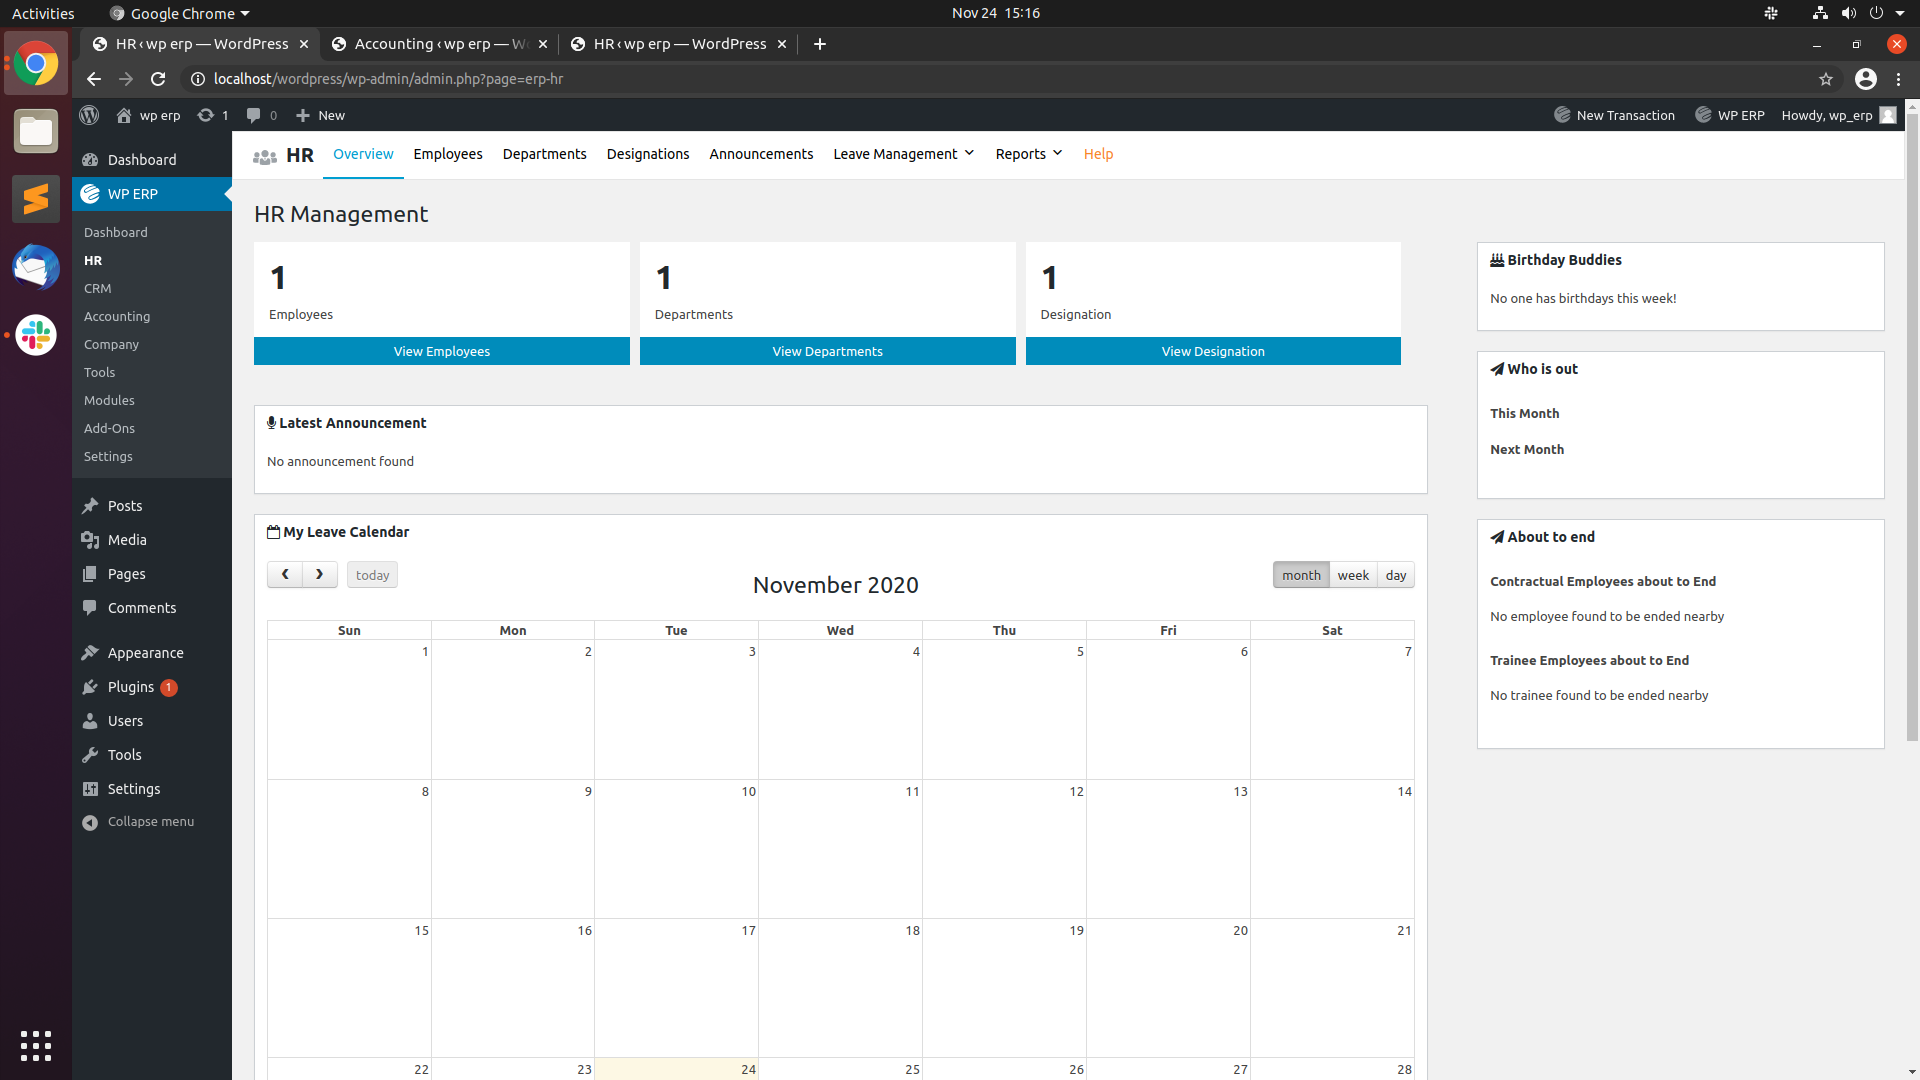 Activities
Google Chrome
Nov 24 15:16
HR ‹ wp erp — WordPress
Accounting ‹ wp erp — Wo
HR ‹ wp erp — WordPress
localhost/wordpress/wp-admin/admin.php?page=erp-hr
wp erp
1
0
New
New Transaction
WP ERP
Howdy, wp_erp
Dashboard
WP ERP
Dashboard
HR
CRM
Accounting
Company
Tools
Modules
Add-Ons
Settings
Posts
Media
Pages
Comments
Appearance
Plugins 1
Users
Tools
Settings
Collapse menu
HR
Overview
Employees
Departments
Designations
Announcements
Leave Management
Reports
Help
HR Management
1
Employees
View Employees
1
Departments
View Departments
1
Designation
View Designation
Latest Announcement
No announcement found
My Leave Calendar
today
November 2020
month week day
Sun Mon Tue Wed Thu Fri Sat
1 2 3 4 5 6 7
8 9 10 11 12 13 14
15 16 17 18 19 20 21
22 23 24 25 26 27 28
Birthday Buddies
No one has birthdays this week!
Who is out
This Month
Next Month
About to end
Contractual Employees about to End
No employee found to be ended nearby
Trainee Employees about to End
No trainee found to be ended nearby